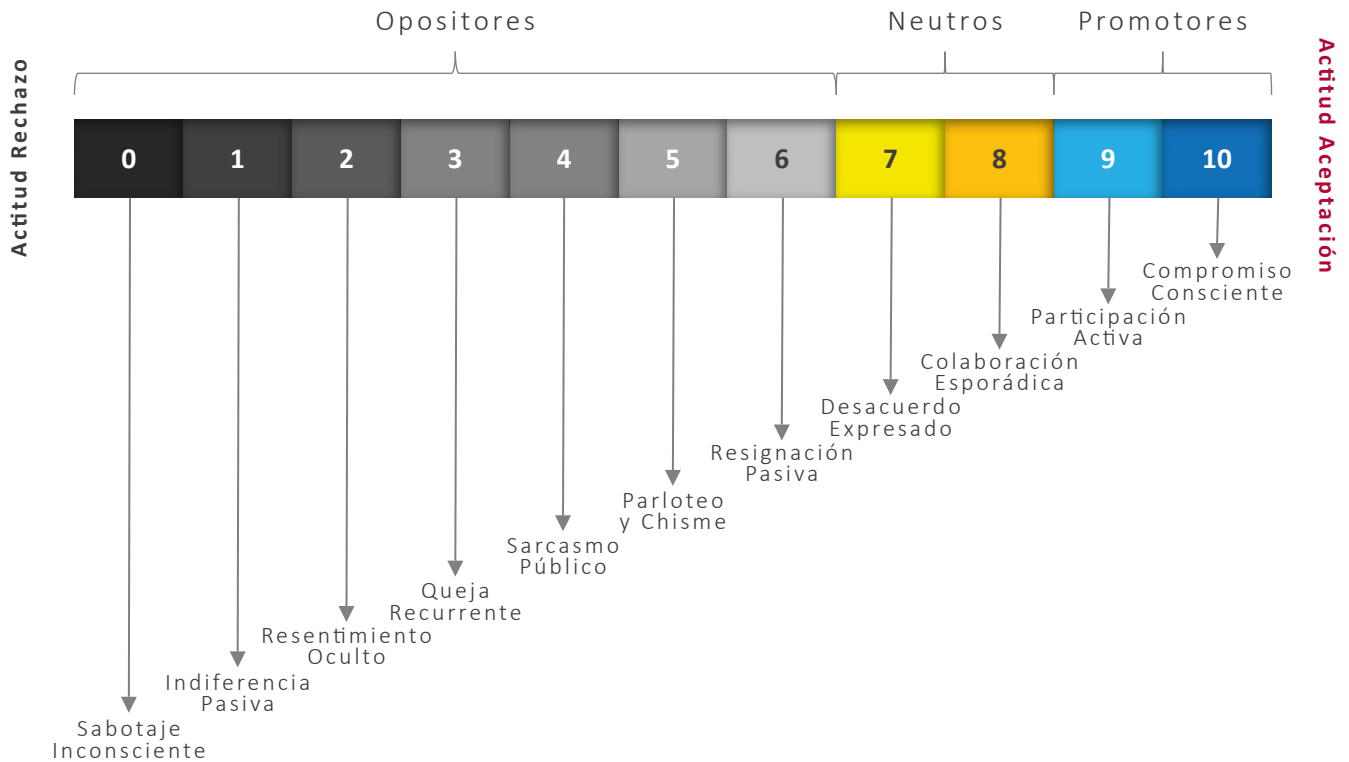 Opositores
Neutros
Promotores
Actitud Rechazo
Actitud Aceptación
0
1
2
3
4
5
6
7
8
9
10
Compromiso
Consciente
Participación
Activa
Colaboración
Esporádica
Desacuerdo
Expresado
Resignación
Pasiva
Parloteo
y Chisme
Sarcasmo
Público
Queja
Recurrente
Resentimiento
Oculto
Indiferencia
Pasiva
Sabotaje
Inconsciente